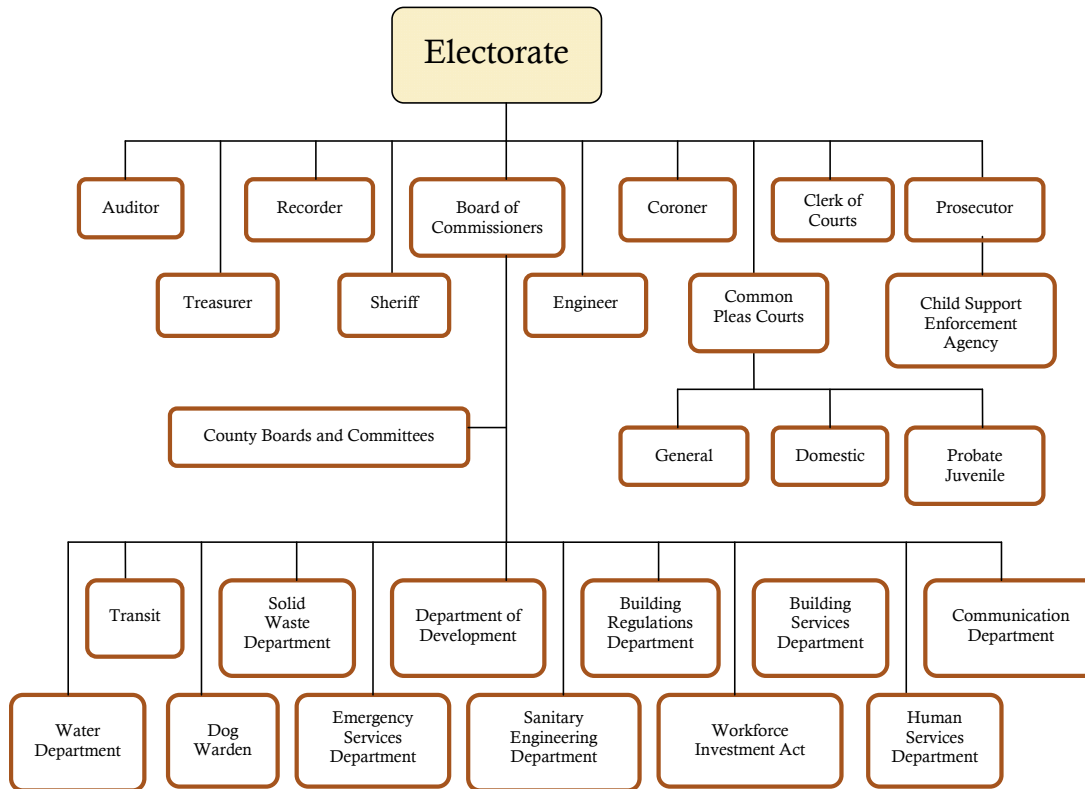 Electorate
Auditor
Recorder
Board of
Commissioners
Coroner
Clerk of
Courts
Prosecutor
Treasurer
Sheriff
Engineer
Common
Pleas Courts
Child Support
Enforcement
Agency
County Boards and Committees
General
Domestic
Probate
Juvenile
Transit
Solid
Waste
Department
Department of
Development
Building
Regulations
Department
Building
Services
Department
Communication
Department
Water
Department
Dog
Warden
Emergency
Services
Department
Sanitary
Engineering
Department
Workforce
Investment Act
Human
Services
Department